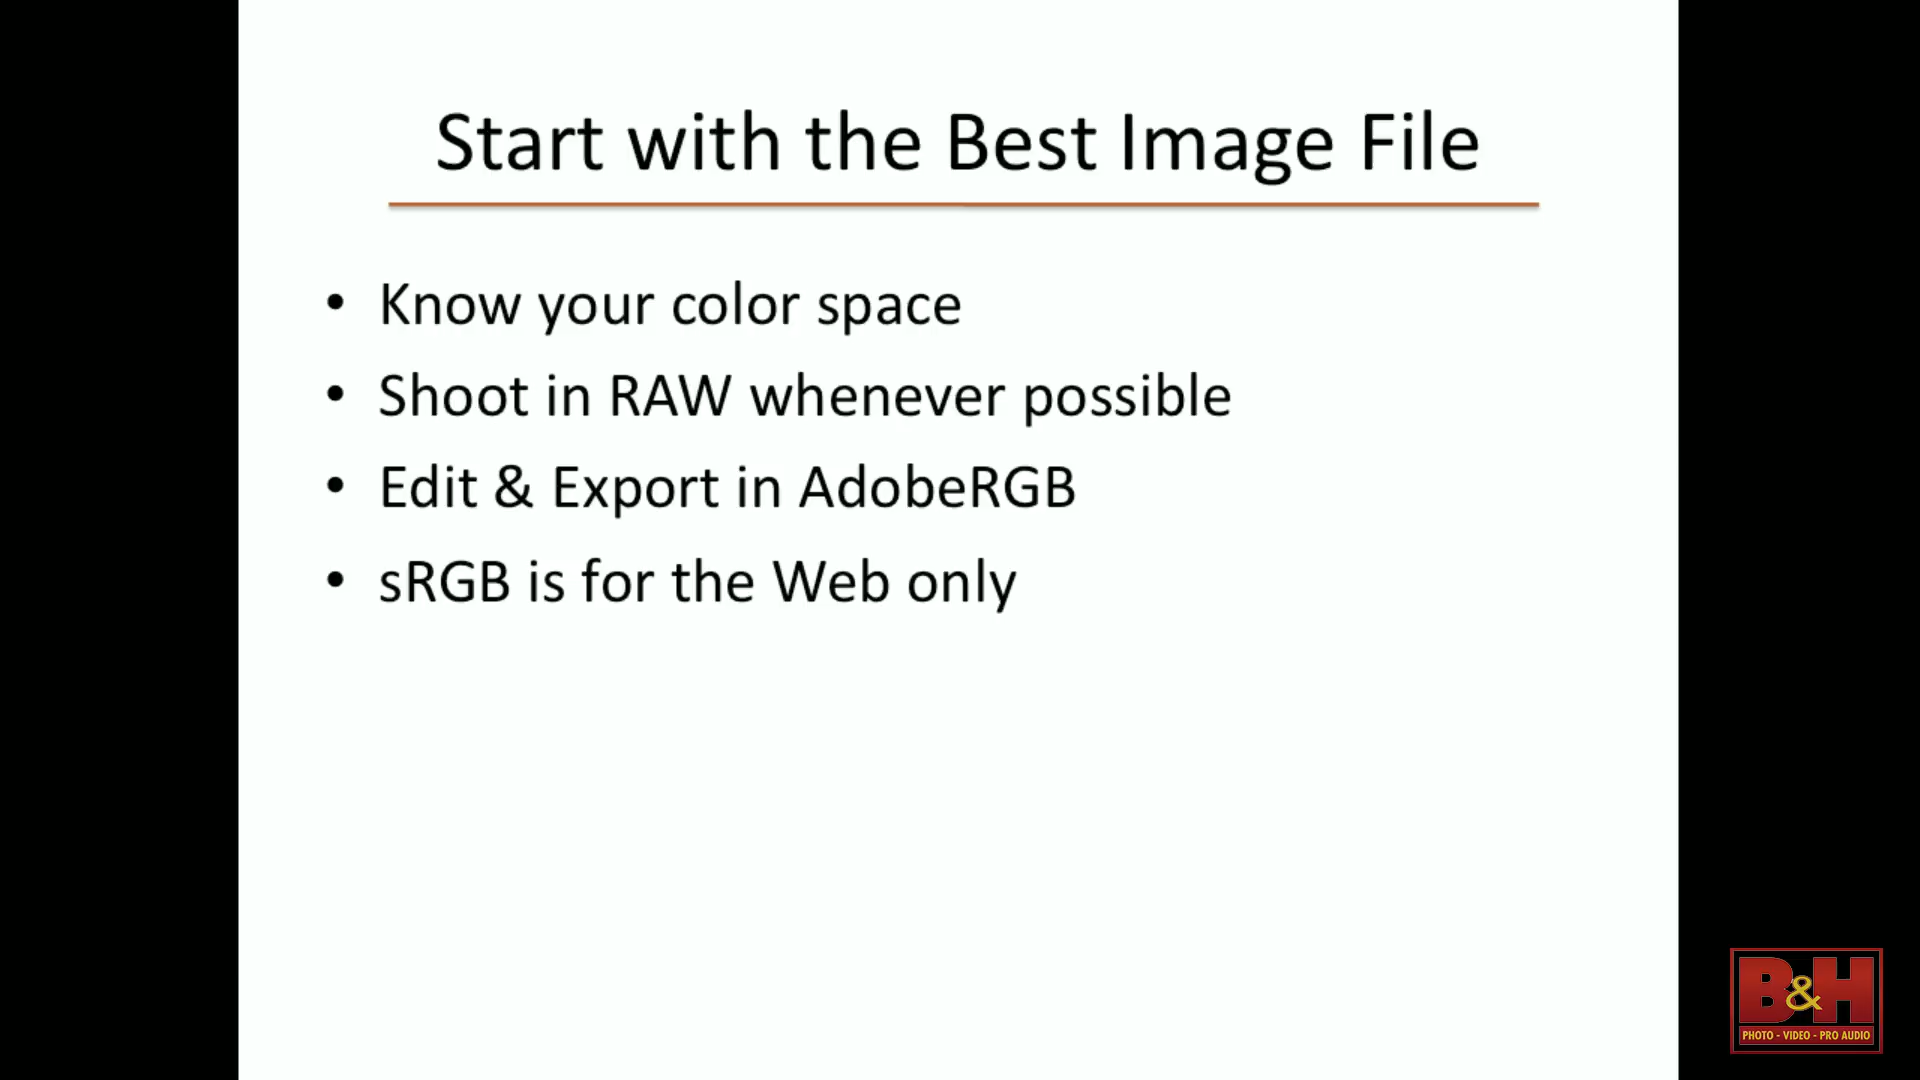 Start with the Best Image File
• Know your color space
• Shoot in RAW whenever possible
• Edit & Export in AdobeRGB
• sRGB is for the Web only
B&H
PHOTO - VIDEO - PRO AUDIO